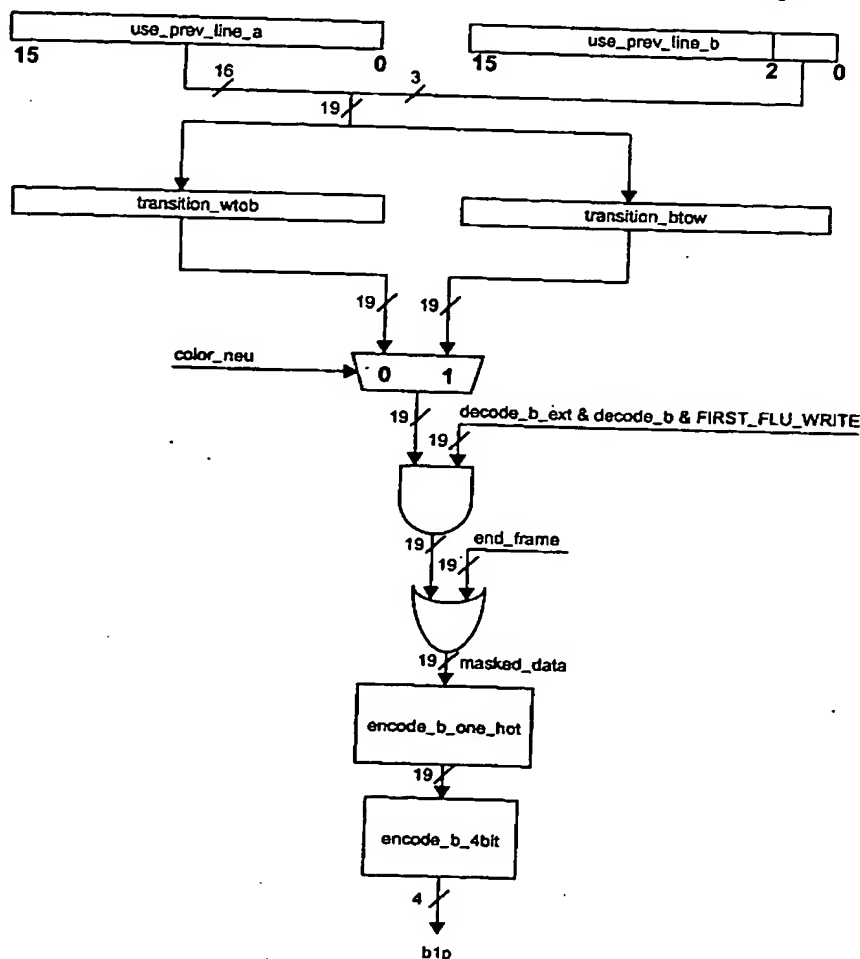 use_prev_line_a
use_prev_line_b
15
0
15
2
0
16
3
19
transition_wtob
transition_btow
19
19
color_neu
0
1
19
decode_b_ext & decode_b & FIRST_FLU_WRITE
19
19
end_frame
19
19
masked_data
encode_b_one_hot
19
encode_b_4bit
4
b1p